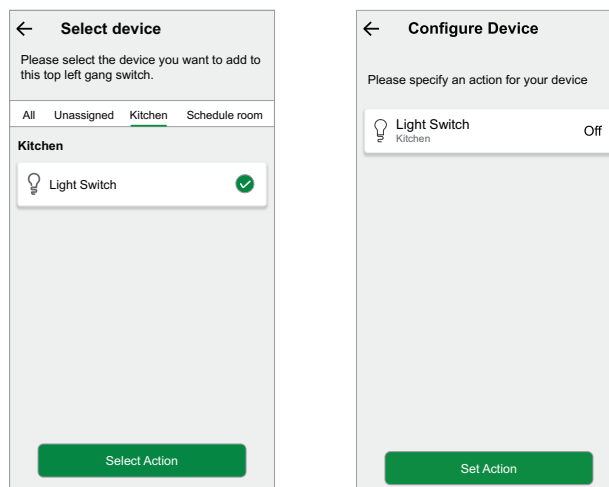 Select device
Please select the device you want to add to
this top left gang switch.
All Unassigned Kitchen Schedule room
Kitchen
Light Switch
Select Action
Configure Device
Please specify an action for your device
Light Switch
Kitchen
Off
Set Action